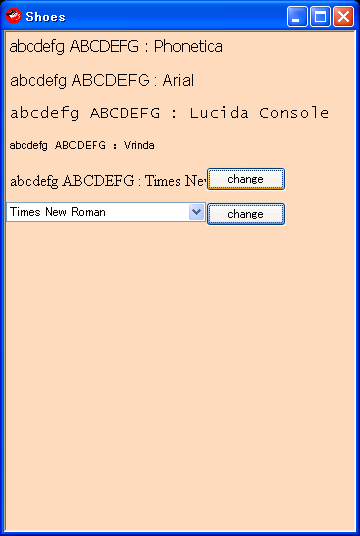 Shoes
abcdefg ABCDEFG : Phonetica
abcdefg ABCDEFG : Arial
abcdefg ABCDEFG : Lucida Console
abcdefg ABCDEFG : Vrinda
abcdefg ABCDEFG : Times New change
Times New Roman change